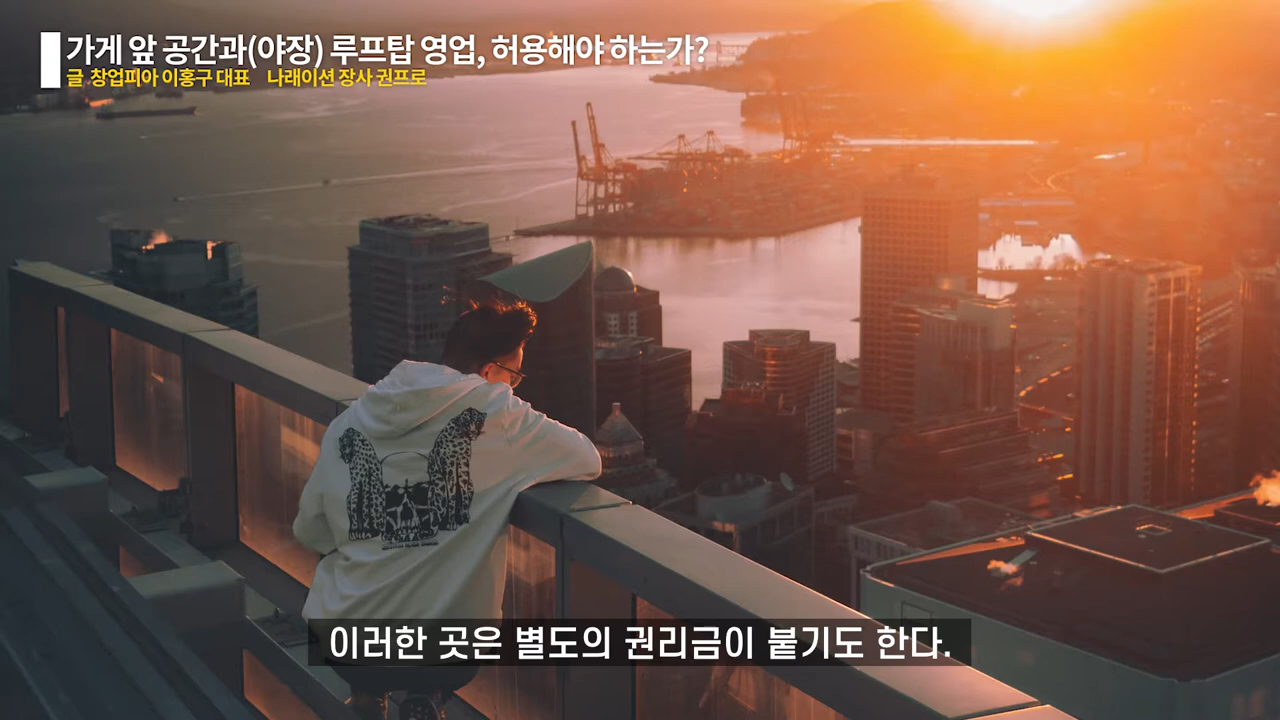 가게 앞 공간과(야장) 루프탑 영업, 허용해야 하는가?
글 창업피아 이홍구 대표 나래이션 장사 권프로
이러한 곳은 별도의 권리금이 붙기도 한다.